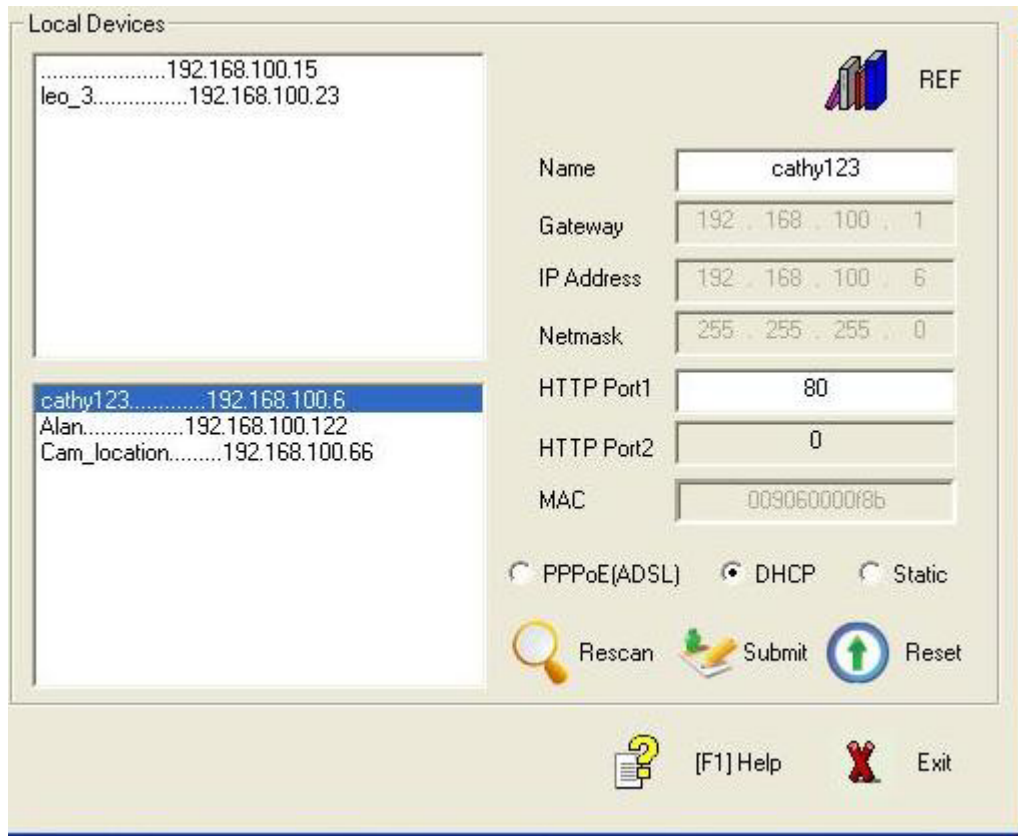 Local Devices
.....................192.168.100.15
leo_3................192.168.100.23
REF
Name cathy123
Gateway 192 . 168 . 100 . 1
IP Address 192 . 168 . 100 . 6
Netmask 255 . 255 . 255 . 0
cathy123.............192.168.100.6
Alan.................192.168.100.122
Cam_location.........192.168.100.66
HTTP Port1 80
HTTP Port2 0
MAC 009060000f8b
PPPoE(ADSL) DHCP Static
Rescan Submit Reset
[F1] Help Exit